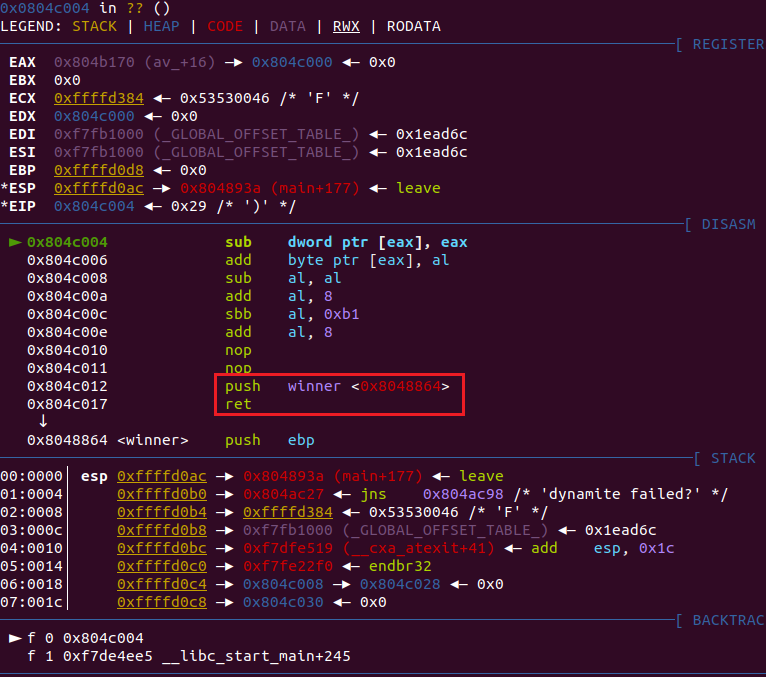 0x0804c004 in ?? ()
LEGEND: STACK | HEAP | CODE | DATA | RWX | RODATA
[ REGISTER
EAX 0x804b170 (av_+16) —▸ 0x804c000 ◂— 0x0
EBX 0x0
ECX 0xffffd384 ◂— 0x53530046 /* 'F' */
EDX 0x804c000 ◂— 0x0
EDI 0xf7fb1000 (_GLOBAL_OFFSET_TABLE_) ◂— 0x1ead6c
ESI 0xf7fb1000 (_GLOBAL_OFFSET_TABLE_) ◂— 0x1ead6c
EBP 0xffffd0d8 ◂— 0x0
*ESP 0xffffd0ac —▸ 0x804893a (main+177) ◂— leave
*EIP 0x804c004 ◂— 0x29 /* ')' */
[ DISASM
► 0x804c004 sub dword ptr [eax], eax
0x804c006 add byte ptr [eax], al
0x804c008 sub al, al
0x804c00a add al, 8
0x804c00c sbb al, 0xb1
0x804c00e add al, 8
0x804c010 nop
0x804c011 nop
0x804c012 push winner <0x8048864>
0x804c017 ret
↓
0x8048864 <winner> push ebp
[ STACK
00:0000│ esp 0xffffd0ac —▸ 0x804893a (main+177) ◂— leave
01:0004│ 0xffffd0b0 —▸ 0x804ac27 ◂— jns 0x804ac98 /* 'dynamite failed?' */
02:0008│ 0xffffd0b4 —▸ 0xffffd384 ◂— 0x53530046 /* 'F' */
03:000c│ 0xffffd0b8 —▸ 0xf7fb1000 (_GLOBAL_OFFSET_TABLE_) ◂— 0x1ead6c
04:0010│ 0xffffd0bc —▸ 0xf7dfe519 (__cxa_atexit+41) ◂— add esp, 0x1c
05:0014│ 0xffffd0c0 —▸ 0xf7fe22f0 ◂— endbr32
06:0018│ 0xffffd0c4 —▸ 0x804c008 —▸ 0x804c028 ◂— 0x0
07:001c│ 0xffffd0c8 —▸ 0x804c030 ◂— 0x0
[ BACKTRAC
► f 0 0x804c004
f 1 0xf7de4ee5 __libc_start_main+245